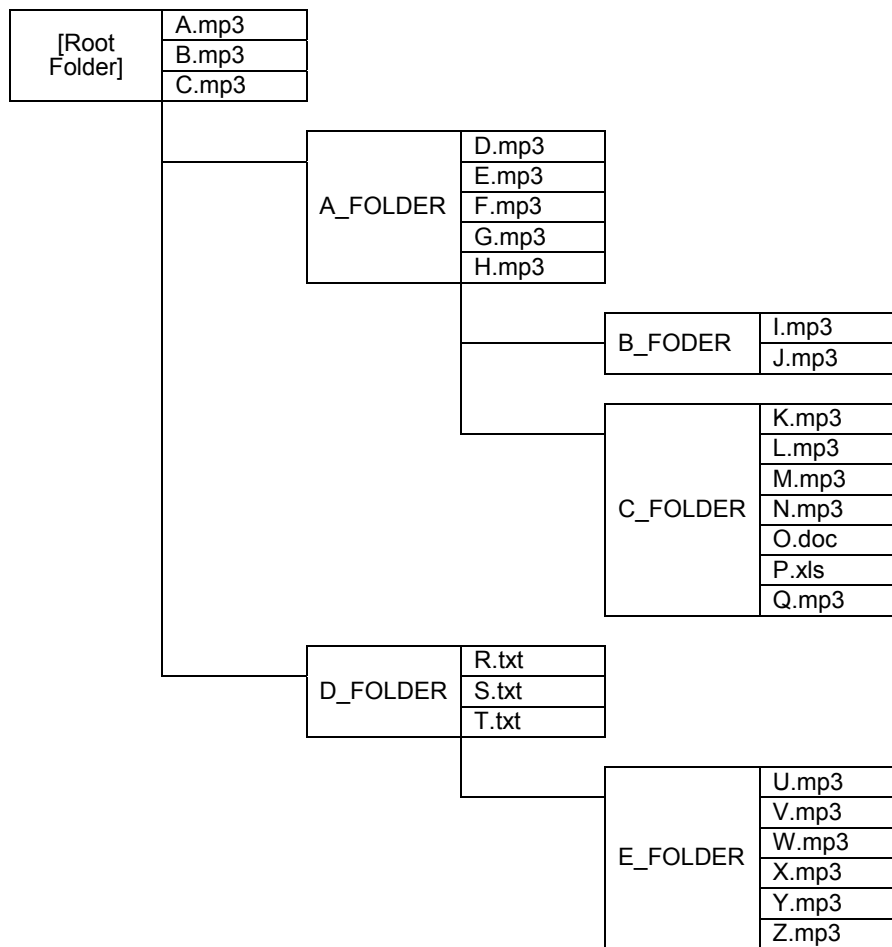 [Root
Folder]
A.mp3
B.mp3
C.mp3
A_FOLDER
D.mp3
E.mp3
F.mp3
G.mp3
H.mp3
B_FODER
I.mp3
J.mp3
C_FOLDER
K.mp3
L.mp3
M.mp3
N.mp3
O.doc
P.xls
Q.mp3
D_FOLDER
R.txt
S.txt
T.txt
E_FOLDER
U.mp3
V.mp3
W.mp3
X.mp3
Y.mp3
Z.mp3